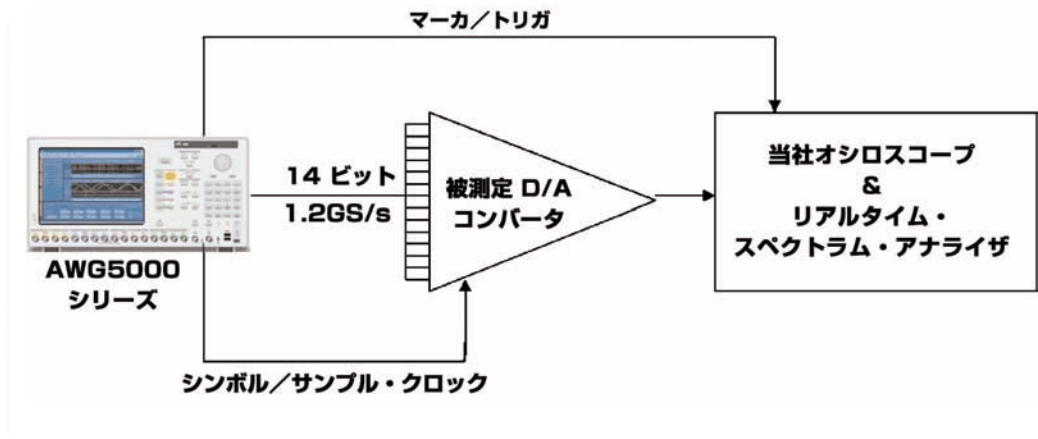 マーカ／トリガ
14 ビット
1.2GS/s
被測定 D/A
コンバータ
当社オシロスコープ
&
リアルタイム・
スペクトラム・アナライザ
AWG5000
シリーズ
シンボル／サンプル・クロック